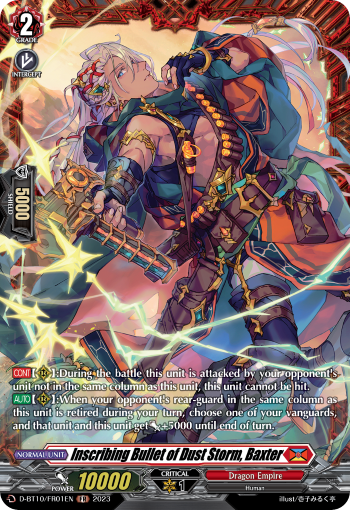 2
GRADE
INTERCEPT
5000
SHIELD
CONT [R]:During the battle this unit is attacked by your opponent's
unit not in the same column as this unit, this unit cannot be hit.
AUTO [R]:When your opponent's rear-guard in the same column as
this unit is retired during your turn, choose one of your vanguards,
and that unit and this unit get +5000 until end of turn.
NORMAL UNIT
Inscribing Bullet of Dust Storm, Baxter
POWER 10000
CRITICAL
1
Dragon Empire
Human
D-BT10/FR01EN FR 2023
illust/壱子みるく亭